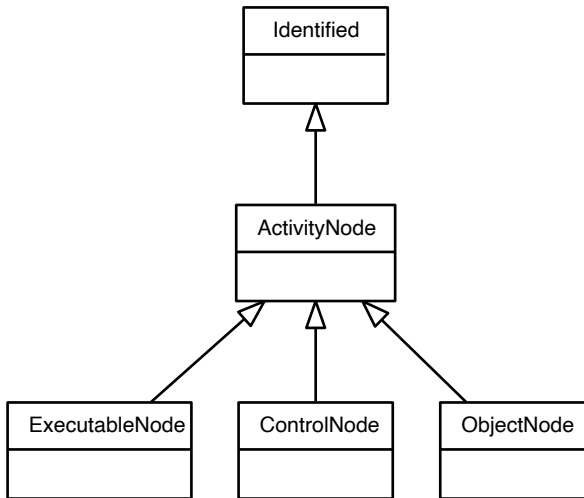 Identified
ActivityNode
ExecutableNode
ControlNode
ObjectNode